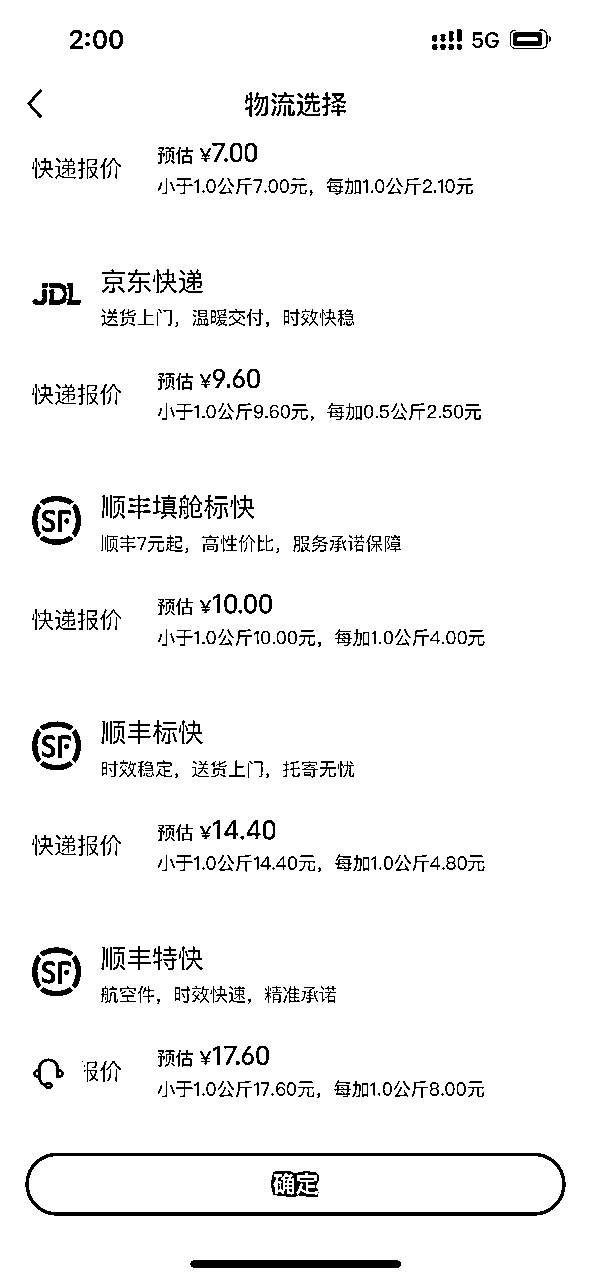 2:00
5G
物流选择
快递报价
预估 ¥7.00
小于1.0公斤7.00元，每加1.0公斤2.10元
JDL
京东快递
送货上门，温暖交付，时效快稳
快递报价
预估 ¥9.60
小于1.0公斤9.60元，每加0.5公斤2.50元
SF
顺丰填舱标快
顺丰7元起，高性价比，服务承诺保障
快递报价
预估 ¥10.00
小于1.0公斤10.00元，每加1.0公斤4.00元
SF
顺丰标快
时效稳定，送货上门，托寄无忧
快递报价
预估 ¥14.40
小于1.0公斤14.40元，每加1.0公斤4.80元
SF
顺丰特快
航空件，时效快速，精准承诺
报价
预估 ¥17.60
小于1.0公斤17.60元，每加1.0公斤8.00元
确定